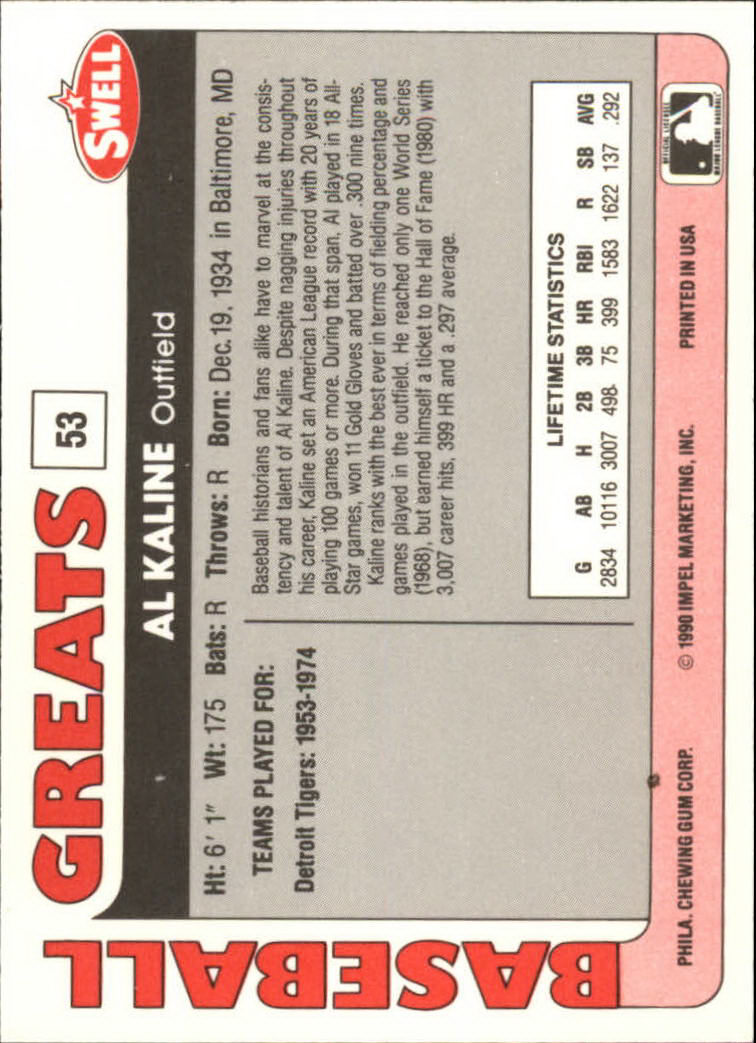 BASEBALL
GREATS
53
SWELL
AL KALINE Outfield
Ht: 6' 1" Wt: 175 Bats: R Throws: R Born: Dec. 19, 1934 in Baltimore, MD
TEAMS PLAYED FOR:
Detroit Tigers: 1953-1974
Baseball historians and fans alike have to marvel at the consis-
tency and talent of Al Kaline. Despite nagging injuries throughout
his career, Kaline set an American League record with 20 years of
playing 100 games or more. During that span, Al played in 18 All-
Star games, won 11 Gold Gloves and batted over .300 nine times.
Kaline ranks with the best ever in terms of fielding percentage and
games played in the outfield. He reached only one World Series
(1968), but earned himself a ticket to the Hall of Fame (1980) with
3,007 career hits, 399 HR and a .297 average.
LIFETIME STATISTICS
G AB H 2B 3B HR RBI R SB AVG
2834 10116 3007 498 75 399 1583 1622 137 .292
PHILA. CHEWING GUM CORP. © 1990 IMPEL MARKETING, INC. PRINTED IN USA
OFFICIAL LICENSEE
MAJOR LEAGUE BASEBALL